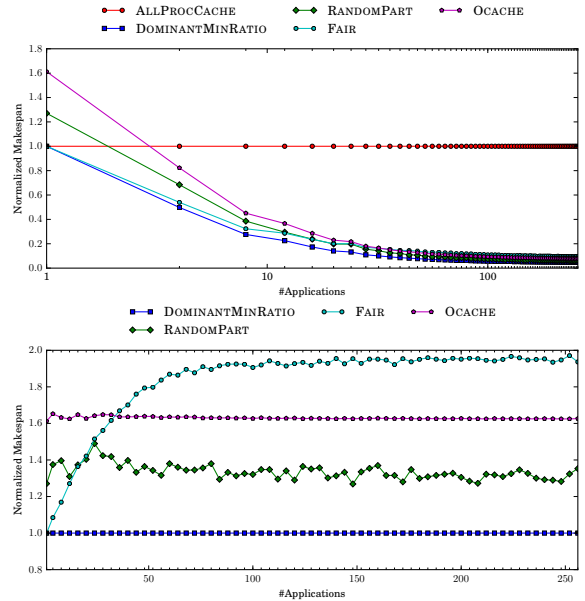 ALLPROCCACHE RANDOMPART OCACHE
DOMINANTMINRATIO FAIR
1.8
1.6
1.4
1.2
1.0
0.8
0.6
0.4
0.2
0.0
Normalized Makespan
1 10 100
#Applications
DOMINANTMINRATIO FAIR OCACHE
RANDOMPART
2.0
1.8
1.6
1.4
1.2
1.0
0.8
Normalized Makespan
50 100 150 200 250
#Applications